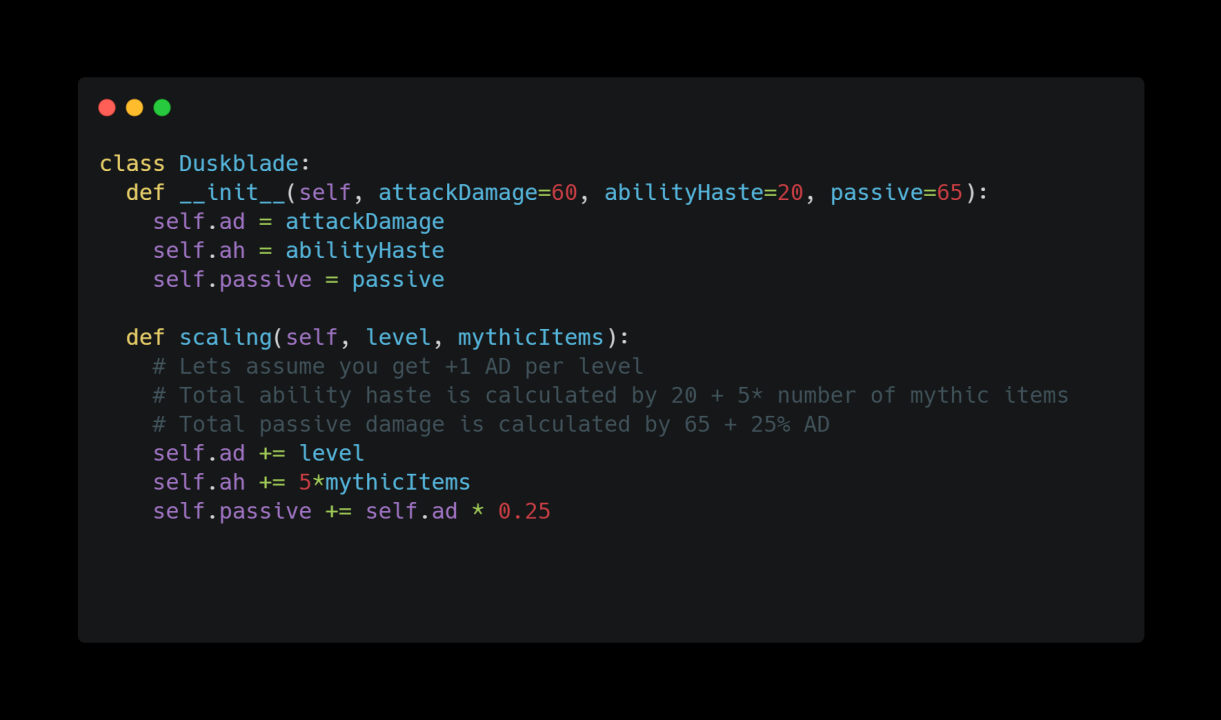 class Duskblade:
  def __init__(self, attackDamage=60, abilityHaste=20, passive=65):
    self.ad = attackDamage
    self.ah = abilityHaste
    self.passive = passive

  def scaling(self, level, mythicItems):
    # Lets assume you get +1 AD per level
    # Total ability haste is calculated by 20 + 5* number of mythic items
    # Total passive damage is calculated by 65 + 25% AD
    self.ad += level
    self.ah += 5*mythicItems
    self.passive += self.ad * 0.25